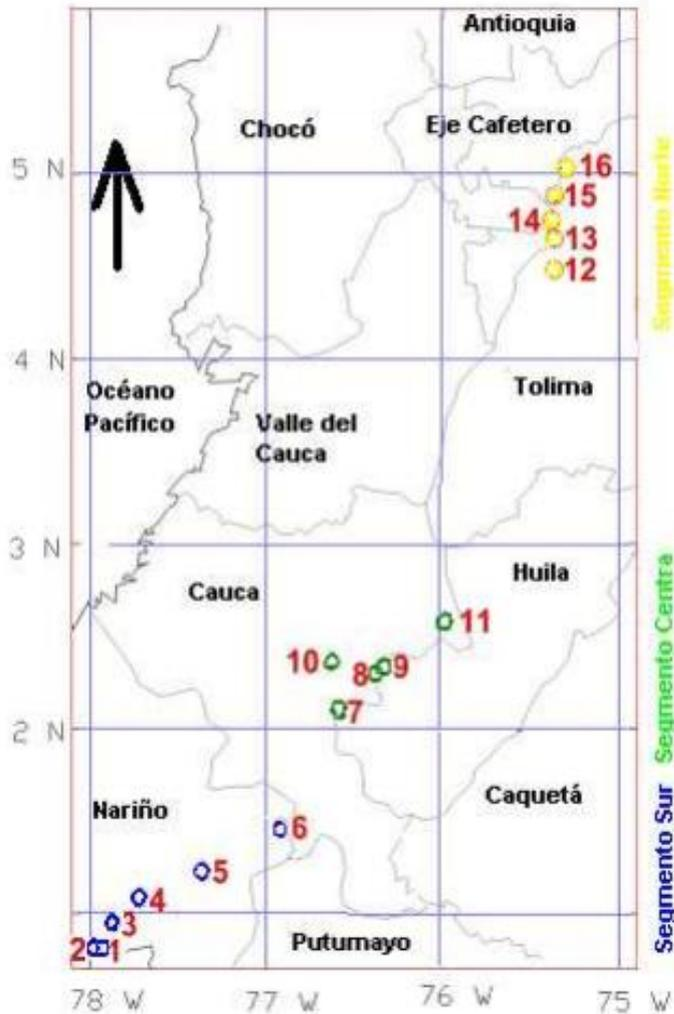 Antioquia
Chocó
Eje Cafetero
5 N
16
15
14
13
12
Segmento Norte
4 N
Océano
Pacífico
Valle del
Cauca
Tolima
3 N
Cauca
Huila
11
10
9
8
7
Segmento Centra
2 N
Nariño
Caquetá
6
5
4
3
2
1
Putumayo
Segmento Sur
78 W
77 W
76 W
75 W